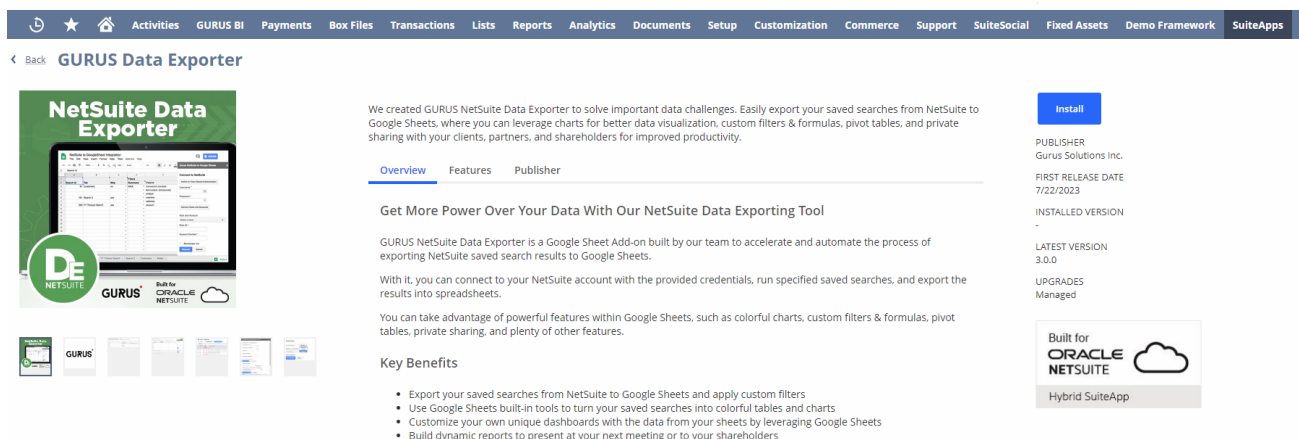 Activities GURUS BI Payments Box Files Transactions Lists Reports Analytics Documents Setup Customization Commerce Support SuiteSocial Fixed Assets Demo Framework SuiteApps
Back GURUS Data Exporter
NetSuite Data
Exporter
DE
NETSUITE
GURUS
Built for
ORACLE
NETSUITE
GURUS
We created GURUS NetSuite Data Exporter to solve important data challenges. Easily export your saved searches from NetSuite to
Google Sheets, where you can leverage charts for better data visualization, custom filters & formulas, pivot tables, and private
sharing with your clients, partners, and shareholders for improved productivity.
Overview Features Publisher
Get More Power Over Your Data With Our NetSuite Data Exporting Tool
GURUS NetSuite Data Exporter is a Google Sheet Add-on built by our team to accelerate and automate the process of
exporting NetSuite saved search results to Google Sheets.
With it, you can connect to your NetSuite account with the provided credentials, run specified saved searches, and export the
results into spreadsheets.
You can take advantage of powerful features within Google Sheets, such as colorful charts, custom filters & formulas, pivot
tables, private sharing, and plenty of other features.
Key Benefits
• Export your saved searches from NetSuite to Google Sheets and apply custom filters
• Use Google Sheets built-in tools to turn your saved searches into colorful tables and charts
• Customize your own unique dashboards with the data from your sheets by leveraging Google Sheets
• Build dynamic reports to present at your next meeting or to your shareholders
Install
PUBLISHER
Gurus Solutions Inc.
FIRST RELEASE DATE
7/22/2023
INSTALLED VERSION
-
LATEST VERSION
3.0.0
UPGRADES
Managed
Built for
ORACLE
NETSUITE
Hybrid SuiteApp